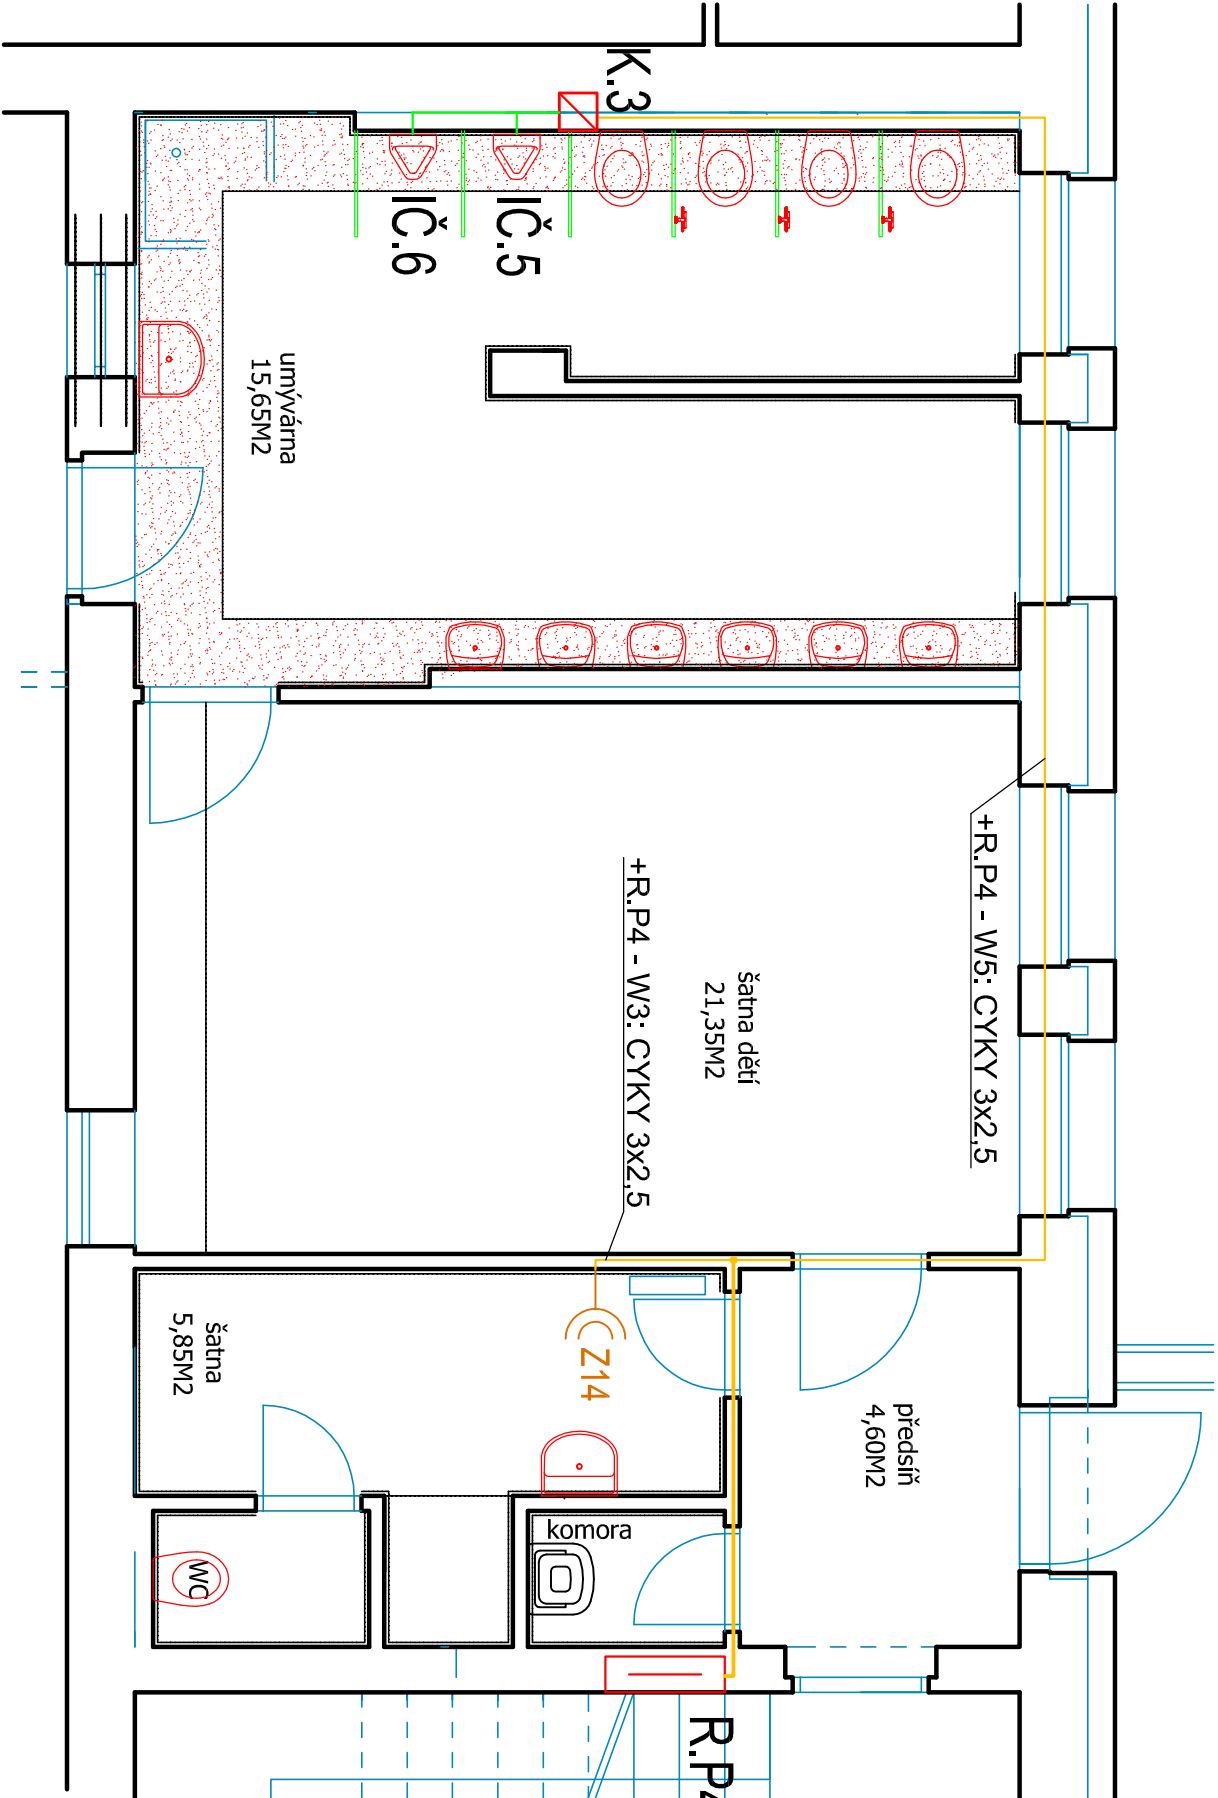 K.3
IČ.6
IČ.5
umývárna
15,65M2
+R.P4 - W5: CYKY 3x2,5
+R.P4 - W3: CYKY 3x2,5
šatna dětí
21,35M2
šatna
5,85M2
Z14
předsíň
4,60M2
komora
WC
R.P4